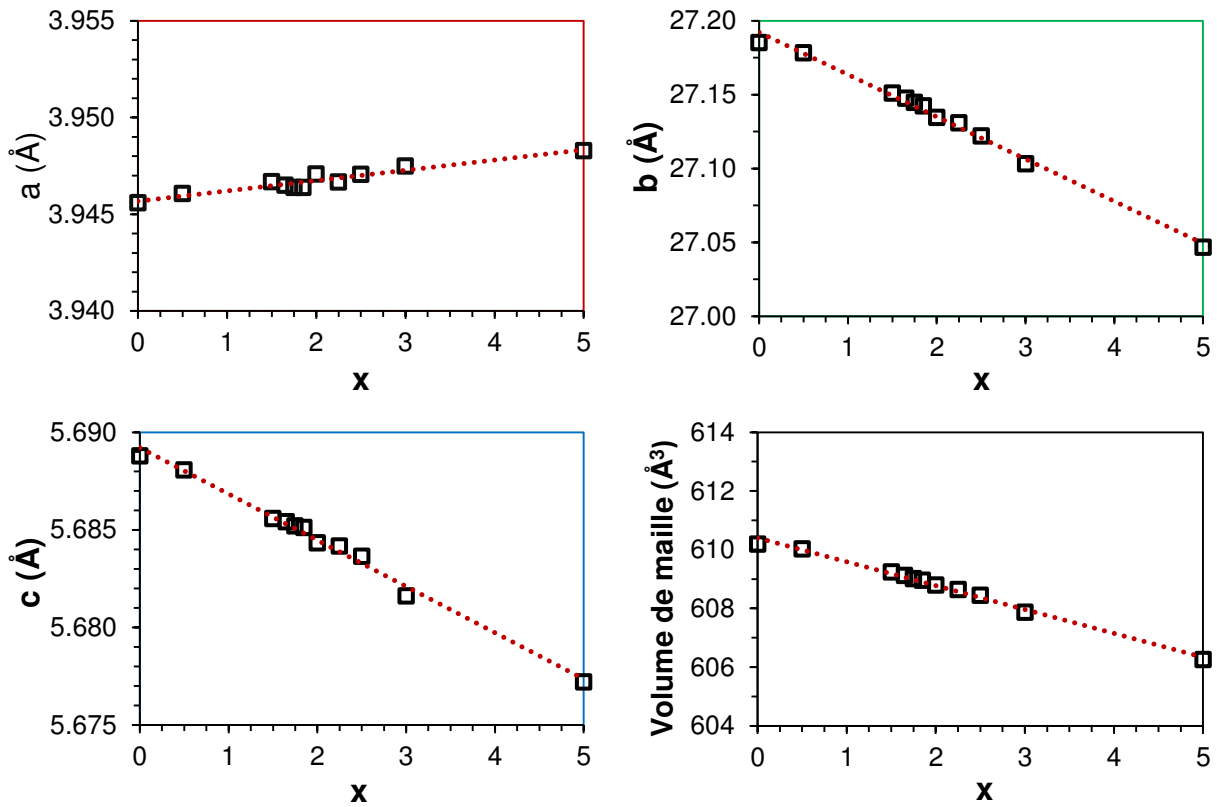 3.955
3.950
3.945
3.940
a (Å)
0 1 2 3 4 5
x
27.20
27.15
27.10
27.05
27.00
b (Å)
0 1 2 3 4 5
x
5.690
5.685
5.680
5.675
c (Å)
0 1 2 3 4 5
x
614
612
610
608
606
604
Volume de maille (Å³)
0 1 2 3 4 5
x